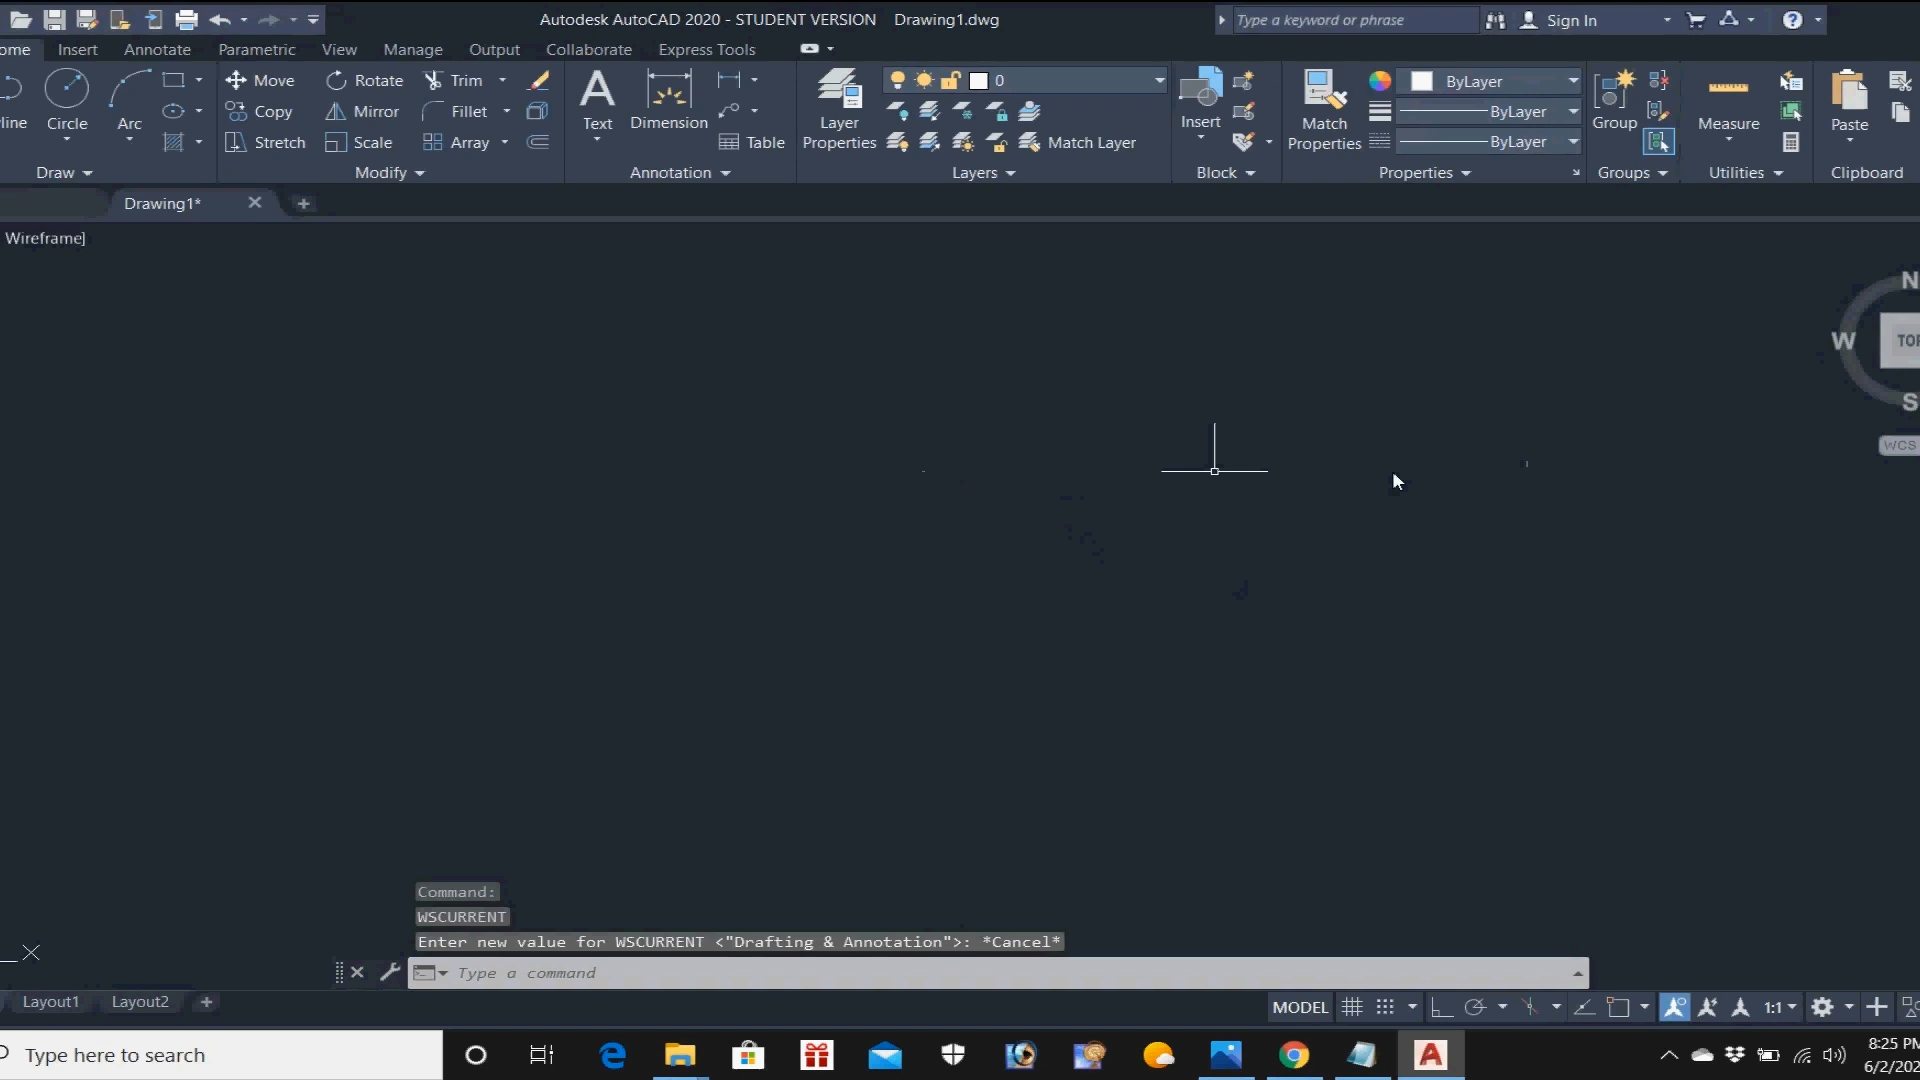 Autodesk AutoCAD 2020 - STUDENT VERSION Drawing1.dwg
Type a keyword or phrase
Sign In
ome Insert Annotate Parametric View Manage Output Collaborate Express Tools
Move Rotate Trim
0
ByLayer
line Circle Arc
Copy Mirror Fillet
Text Dimension
Layer Properties
Insert
Match Properties
ByLayer
Group Measure Paste
Stretch Scale Array
Table
Match Layer
ByLayer
Draw Modify Annotation Layers Block Properties Groups Utilities Clipboard
Drawing1*
Wireframe]
N
W TOP
S
WCS
Command:
WSCURRENT
Enter new value for WSCURRENT <"Drafting & Annotation">: *Cancel*
Type a command
Layout1 Layout2
MODEL 1:1
Type here to search
8:25 PM
6/2/202